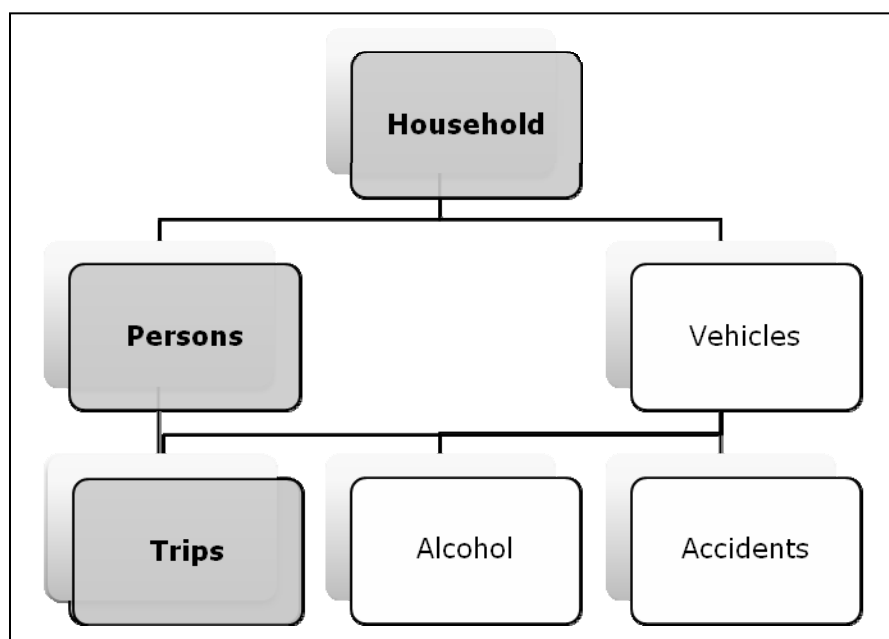 Household
Persons
Vehicles
Trips
Alcohol
Accidents